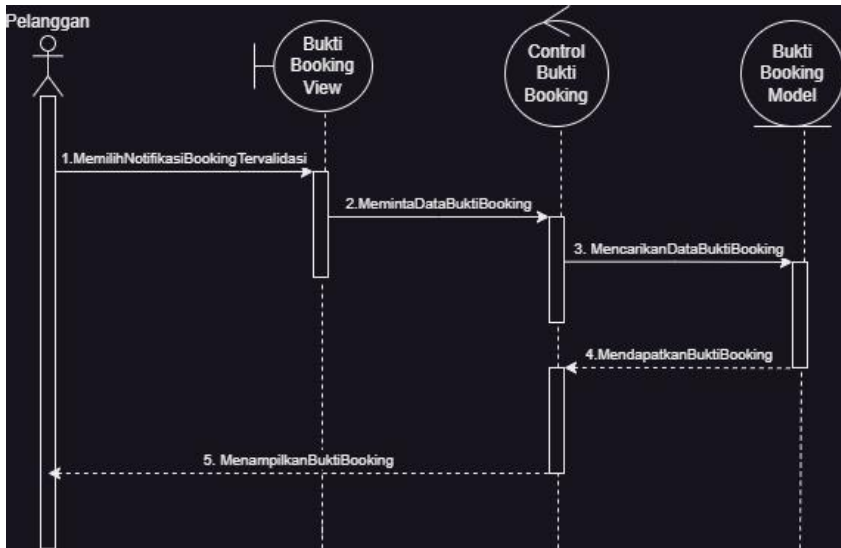 Pelanggan
Bukti
Booking
View
Control
Bukti
Booking
Bukti
Booking
Model
1.MemilihNotifikasiBookingTervalidasi
2.MemintaDataBuktiBooking
3. MencarikanDataBuktiBooking
4.MendapatkanBuktiBooking
5. MenampilkanBuktiBooking